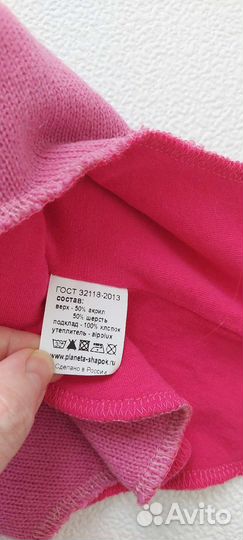 ГОСТ 32118-2013
состав:
верх - 50% акрил
50% шерсть
подклад - 100% хлопок
утеплитель - alpolux
www.planeta-shapok.ru
Сделано в России
Avito